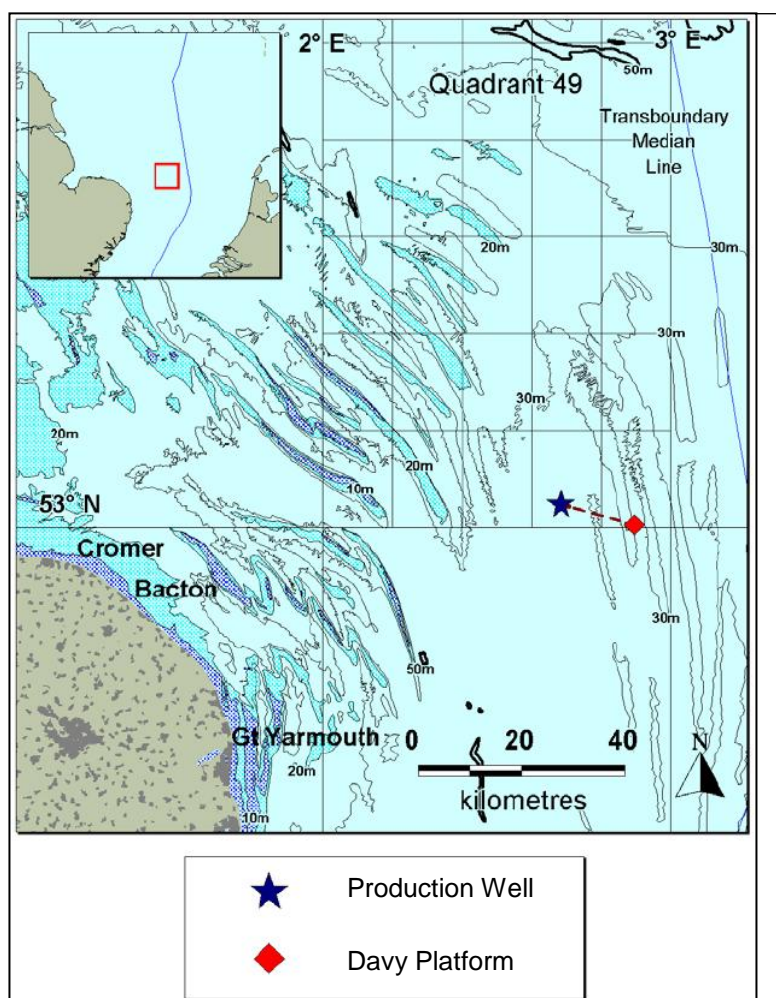 2° E
3° E
50m
Quadrant 49
Transboundary
Median
Line
20m
30m
30m
30m
20m
20m
10m
53° N
Cromer
Bacton
30m
50m
Gt Yarmouth
0 20 40
N
20m
kilometres
10m
Production Well
Davy Platform